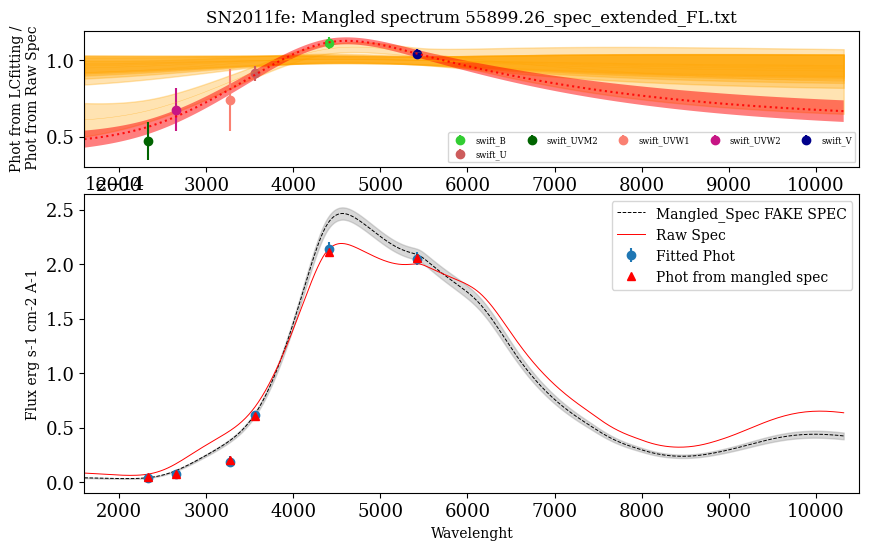 SN2011fe: Mangled spectrum 55899.26_spec_extended_FL.txt
Phot from LCfitting /
Phot from Raw Spec
1.0
0.5
swift_B
swift_UVM2
swift_UVW1
swift_UVW2
swift_V
swift_U
2000 3000 4000 5000 6000 7000 8000 9000 10000
1e−14
Flux erg s-1 cm-2 A-1
2.5
2.0
1.5
1.0
0.5
0.0
Mangled_Spec FAKE SPEC
Raw Spec
Fitted Phot
Phot from mangled spec
2000 3000 4000 5000 6000 7000 8000 9000 10000
Wavelenght